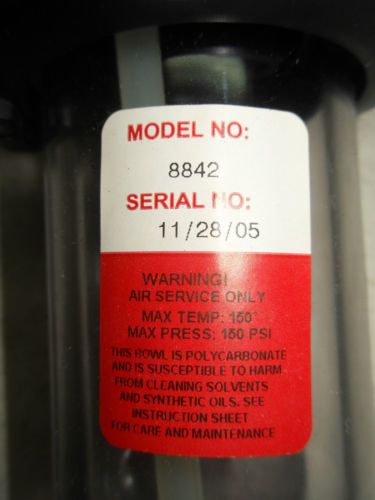 MODEL NO:
8842
SERIAL NO:
11/28/05
WARNING!
AIR SERVICE ONLY
MAX TEMP: 150°
MAX PRESS: 150 PSI
THIS BOWL IS POLYCARBONATE
AND IS SUSCEPTIBLE TO HARM
FROM CLEANING SOLVENTS
AND SYNTHETIC OILS. SEE
INSTRUCTION SHEET
FOR CARE AND MAINTENANCE